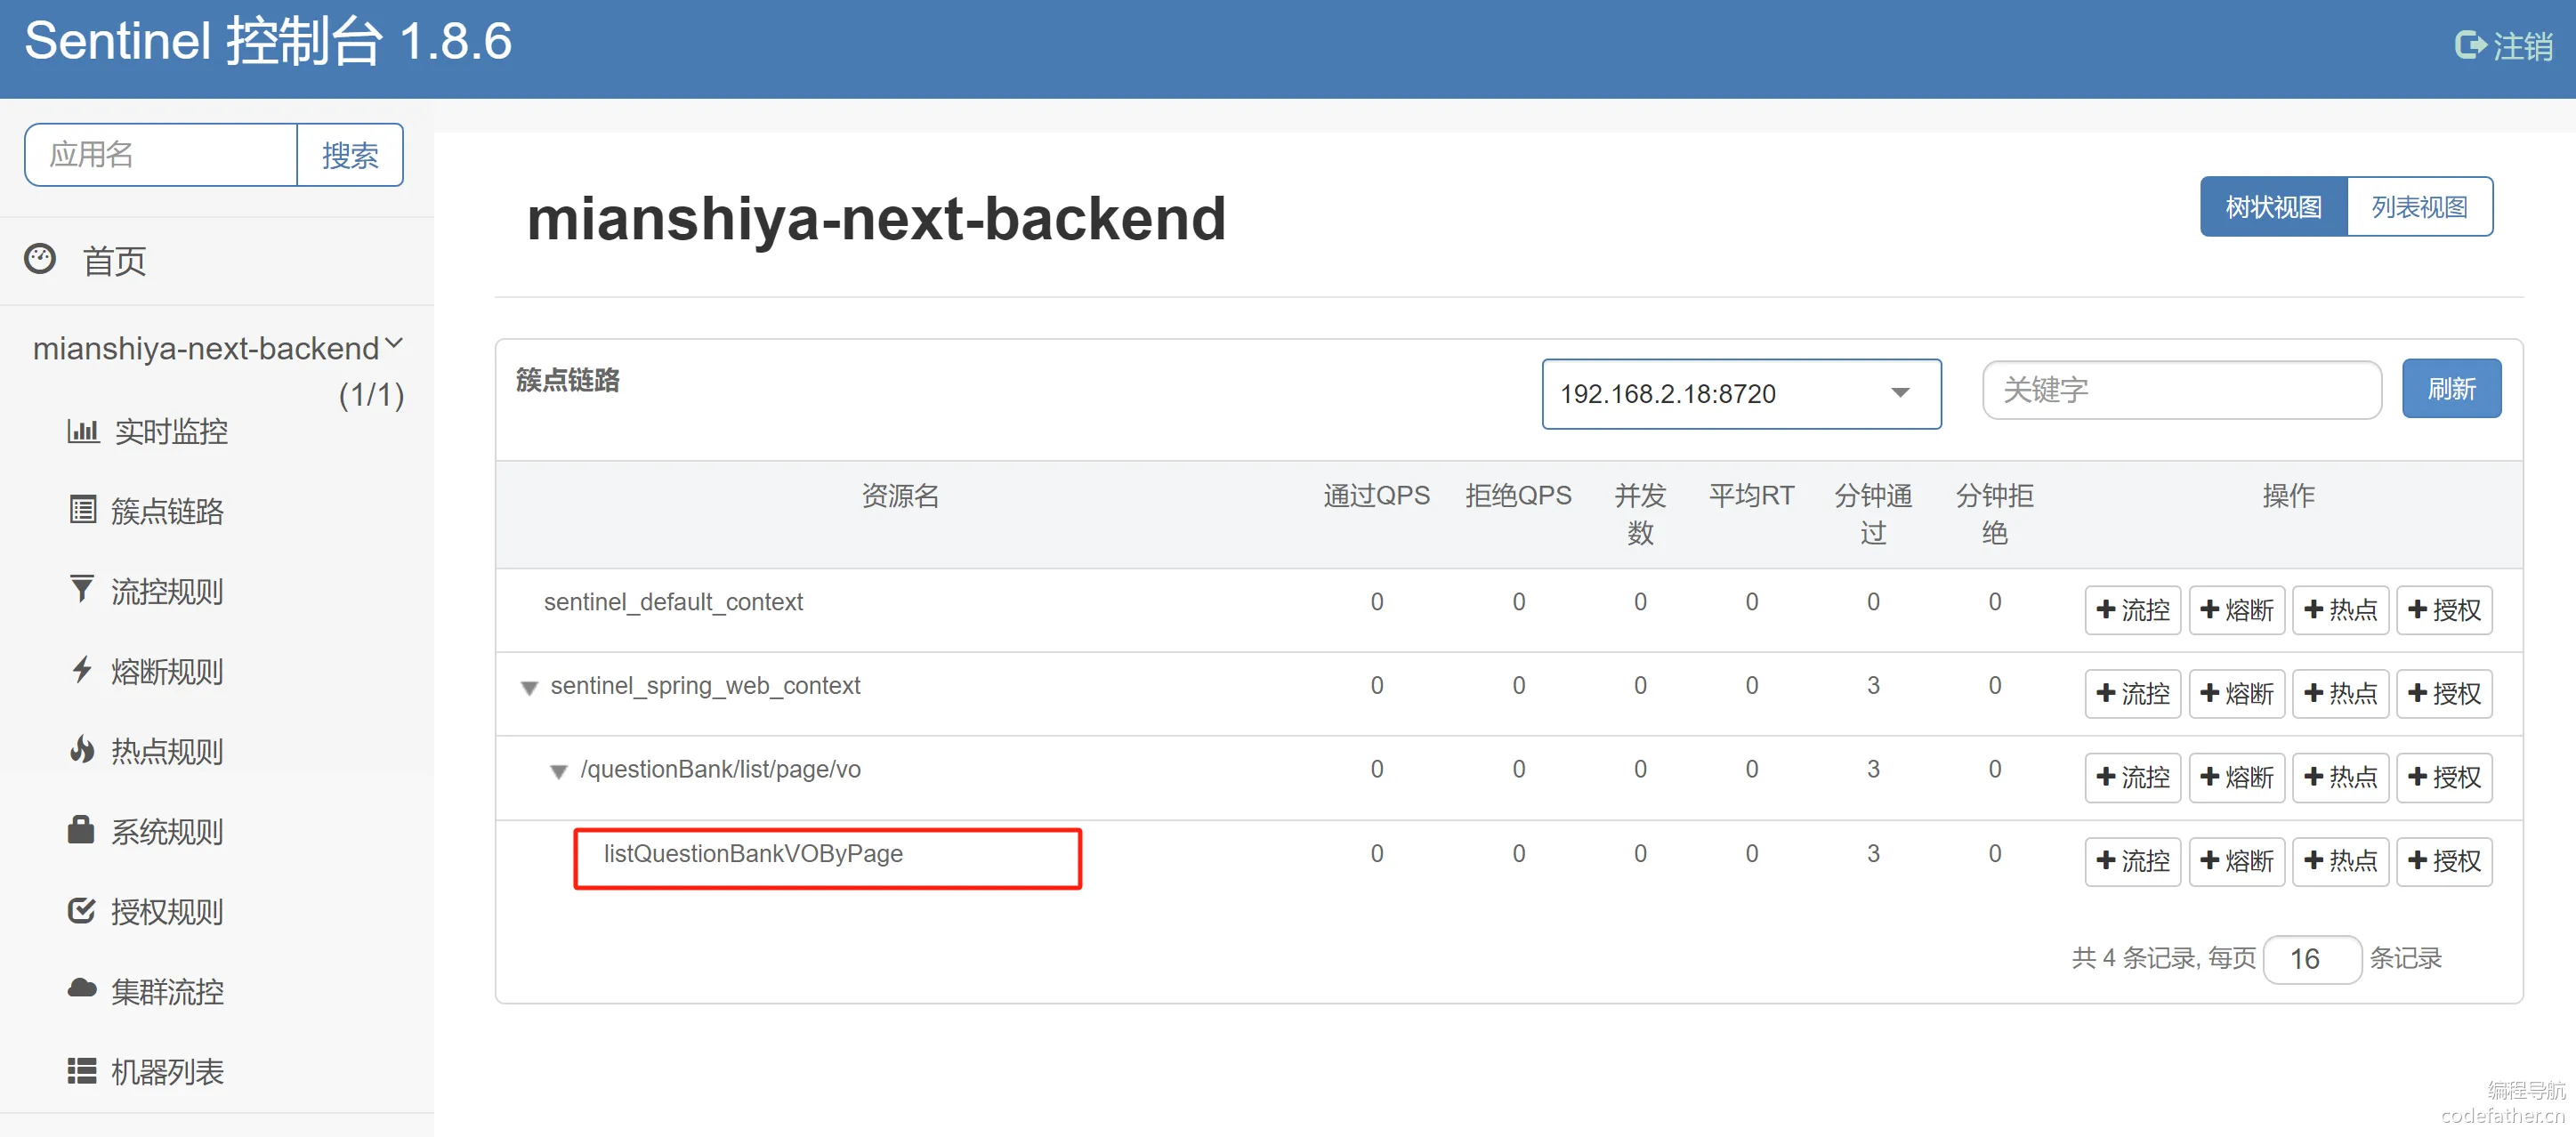 Sentinel 控制台 1.8.6
注销
应用名
搜索
首页
mianshiya-next-backend
(1/1)
实时监控
簇点链路
流控规则
熔断规则
热点规则
系统规则
授权规则
集群流控
机器列表
mianshiya-next-backend
树状视图 列表视图
簇点链路
192.168.2.18:8720
关键字
刷新
资源名 通过QPS 拒绝QPS 并发数 平均RT 分钟通过 分钟拒绝 操作
sentinel_default_context 0 0 0 0 0 0 流控 熔断 热点 授权
sentinel_spring_web_context 0 0 0 0 3 0 流控 熔断 热点 授权
/questionBank/list/page/vo 0 0 0 0 3 0 流控 熔断 热点 授权
listQuestionBankVOByPage 0 0 0 0 3 0 流控 熔断 热点 授权
共 4 条记录, 每页 16 条记录
编程导航
codefather.cn